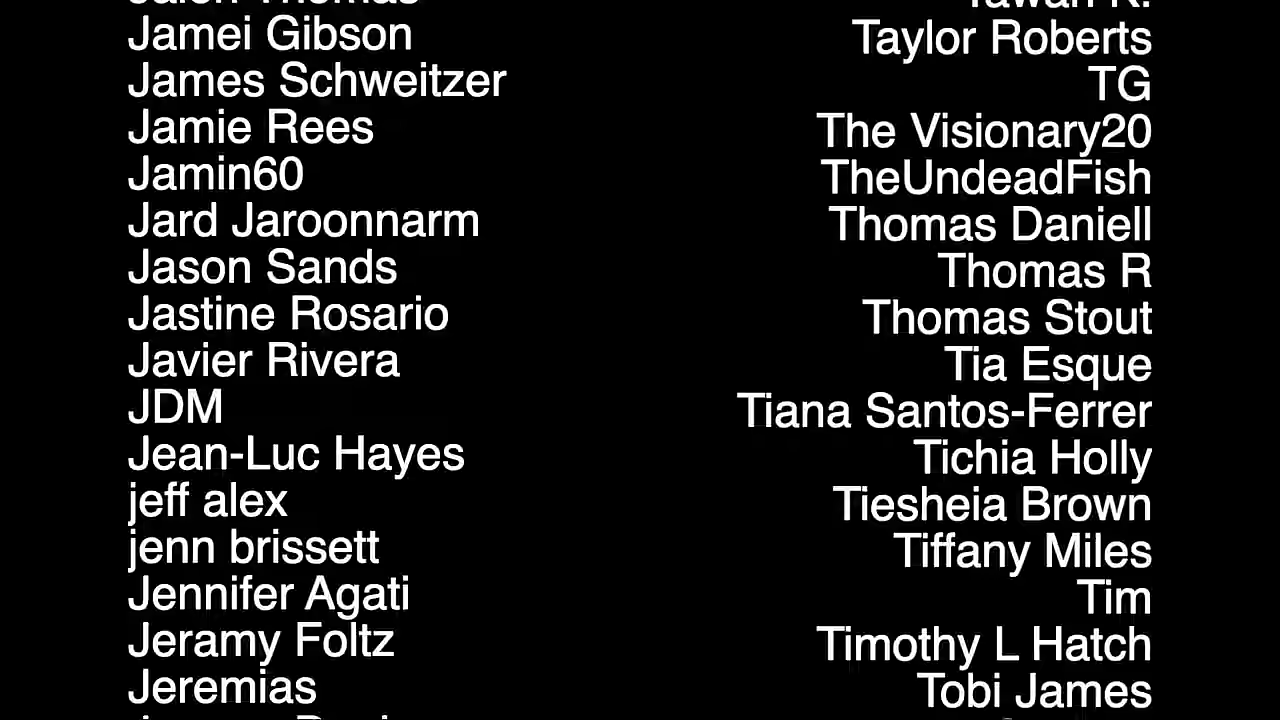 Jamei Gibson
James Schweitzer
Jamie Rees
Jamin60
Jard Jaroonnarm
Jason Sands
Jastine Rosario
Javier Rivera
JDM
Jean-Luc Hayes
jeff alex
jenn brissett
Jennifer Agati
Jeramy Foltz
Jeremias
Taylor Roberts
TG
The Visionary20
TheUndeadFish
Thomas Daniell
Thomas R
Thomas Stout
Tia Esque
Tiana Santos-Ferrer
Tichia Holly
Tiesheia Brown
Tiffany Miles
Tim
Timothy L Hatch
Tobi James